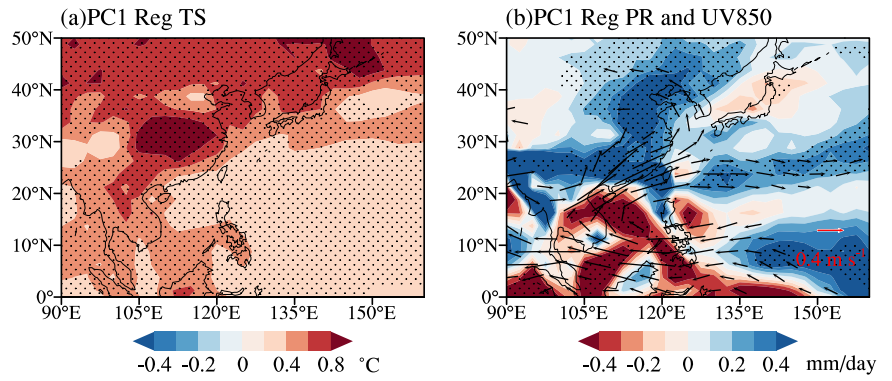 (a)PC1 Reg TS
(b)PC1 Reg PR and UV850
50°N
40°N
30°N
20°N
10°N
0°
90°E
105°E
120°E
135°E
150°E
50°N
40°N
30°N
20°N
10°N
0°
90°E
105°E
120°E
135°E
150°E
0.4 m s⁻¹
-0.4
-0.2
0
0.4
0.8
°C
-0.4
-0.2
0
0.2
0.4
mm/day